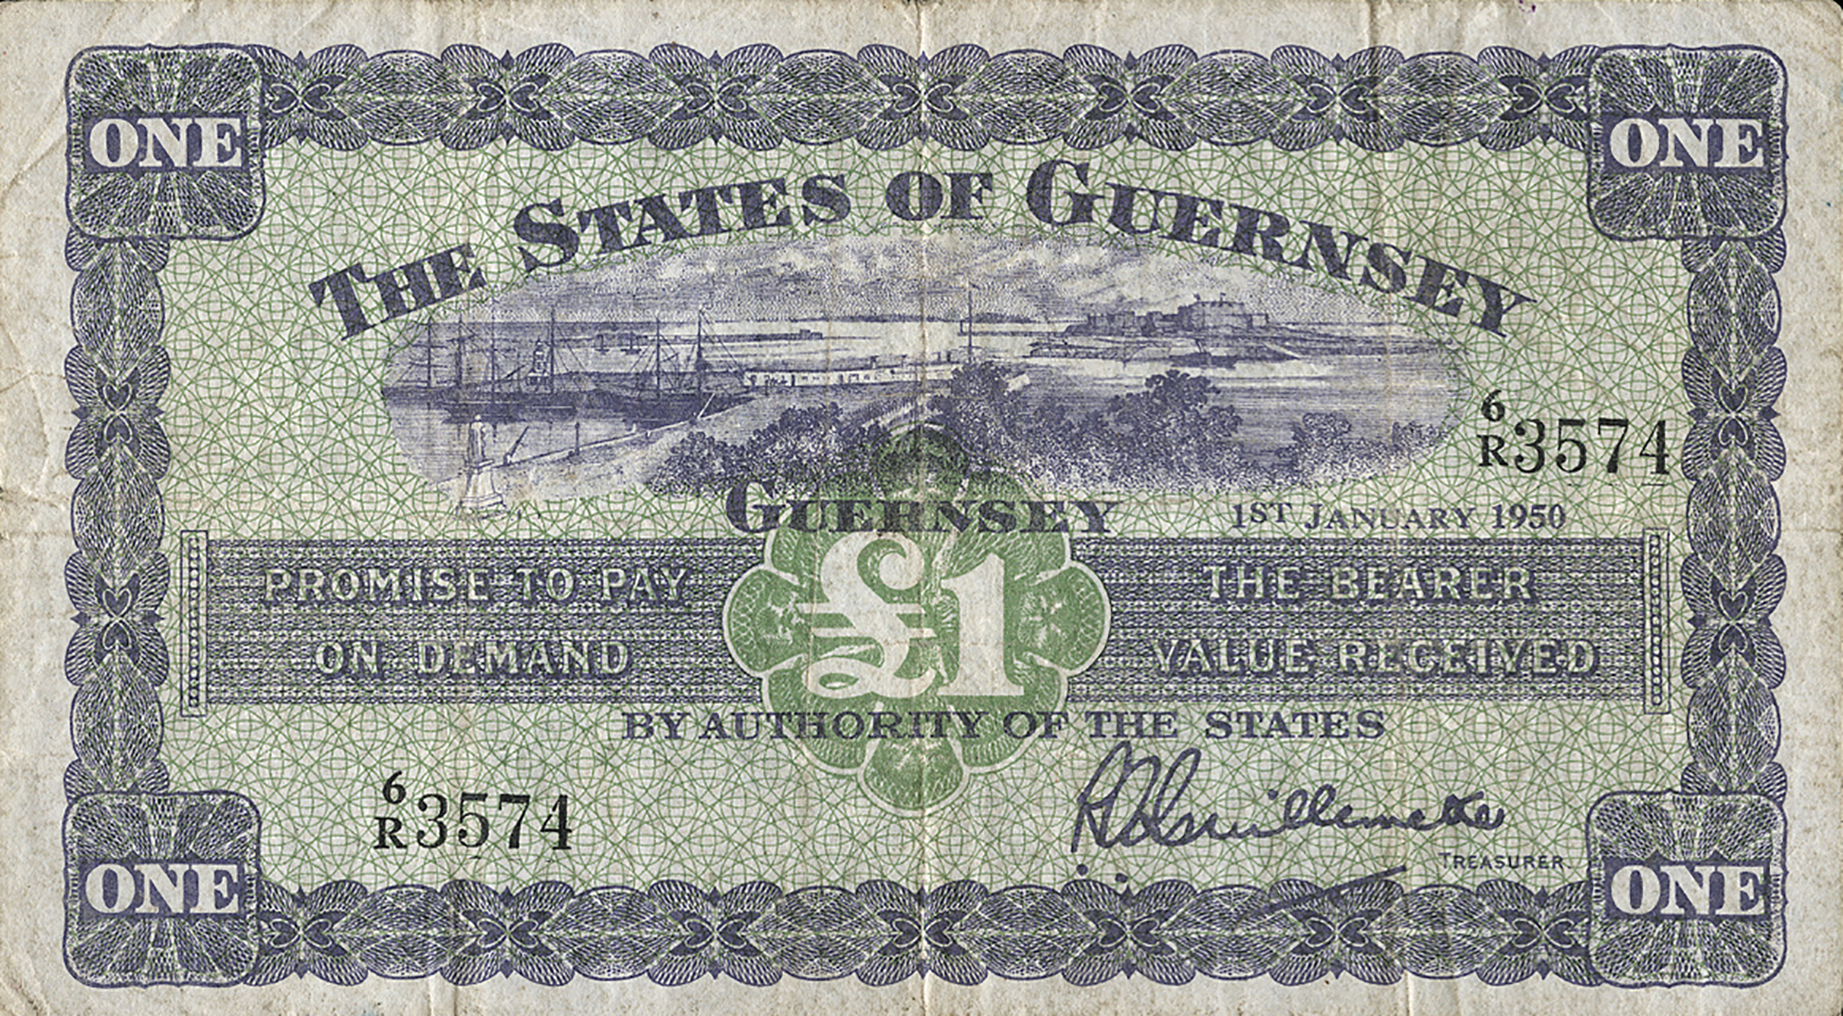 ONE
ONE
THE STATES OF GUERNSEY
6
R3574
GUERNSEY
1ST JANUARY 1950
PROMISE TO PAY £1 THE BEARER
ON DEMAND VALUE RECEIVED
BY AUTHORITY OF THE STATES
6
R3574
TREASURER
ONE
ONE